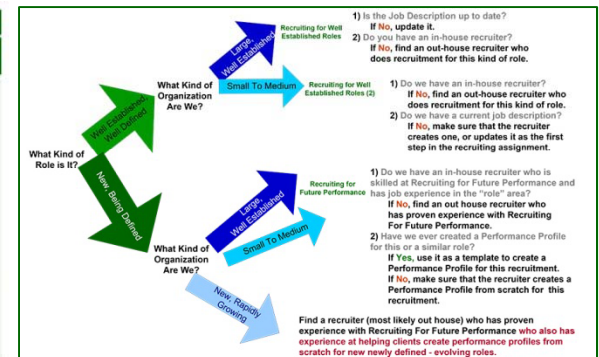 What Kind of
Role is It?
Well Established,
Well Defined
New, Being Defined
What Kind of
Organization
Are We?
Large,
Well Established
Small To Medium
Recruiting for Well
Established Roles
1) Is the Job Description up to date?
If No, update it.
2) Do you have an in-house recruiter?
If No, find an out-house recruiter who
does recruitment for this kind of role.
Recruiting for Well
Established Roles (2)
1) Do we have an in-house recruiter?
If No, find an out-house recruiter who
does recruitment for this kind of role.
2) Do we have a current job description?
If No, make sure that the recruiter
creates one, or updates it as the first
step in the recruiting assignment.
What Kind of
Organization
Are We?
Large,
Well Established
Small To Medium
New, Rapidly
Growing
Recruiting for
Future Performance
1) Do we have an in-house recruiter who is
skilled at Recruiting for Future Performance and
has job experience in the “role” area?
If No, find an out house recruiter who
has proven experience with Recruiting
For Future Performance.
2) Have we ever created a Performance Profile
for this or a similar role?
If Yes, use it as a template to create a
Performance Profile for this recruitment.
If No, make sure that the recruiter creates a
Performance Profile from scratch for this
recruitment.
Find a recruiter (most likely out house) who has proven
experience with Recruiting For Future Performance who also has
experience at helping clients create performance profiles from
scratch for new newly defined - evolving roles.